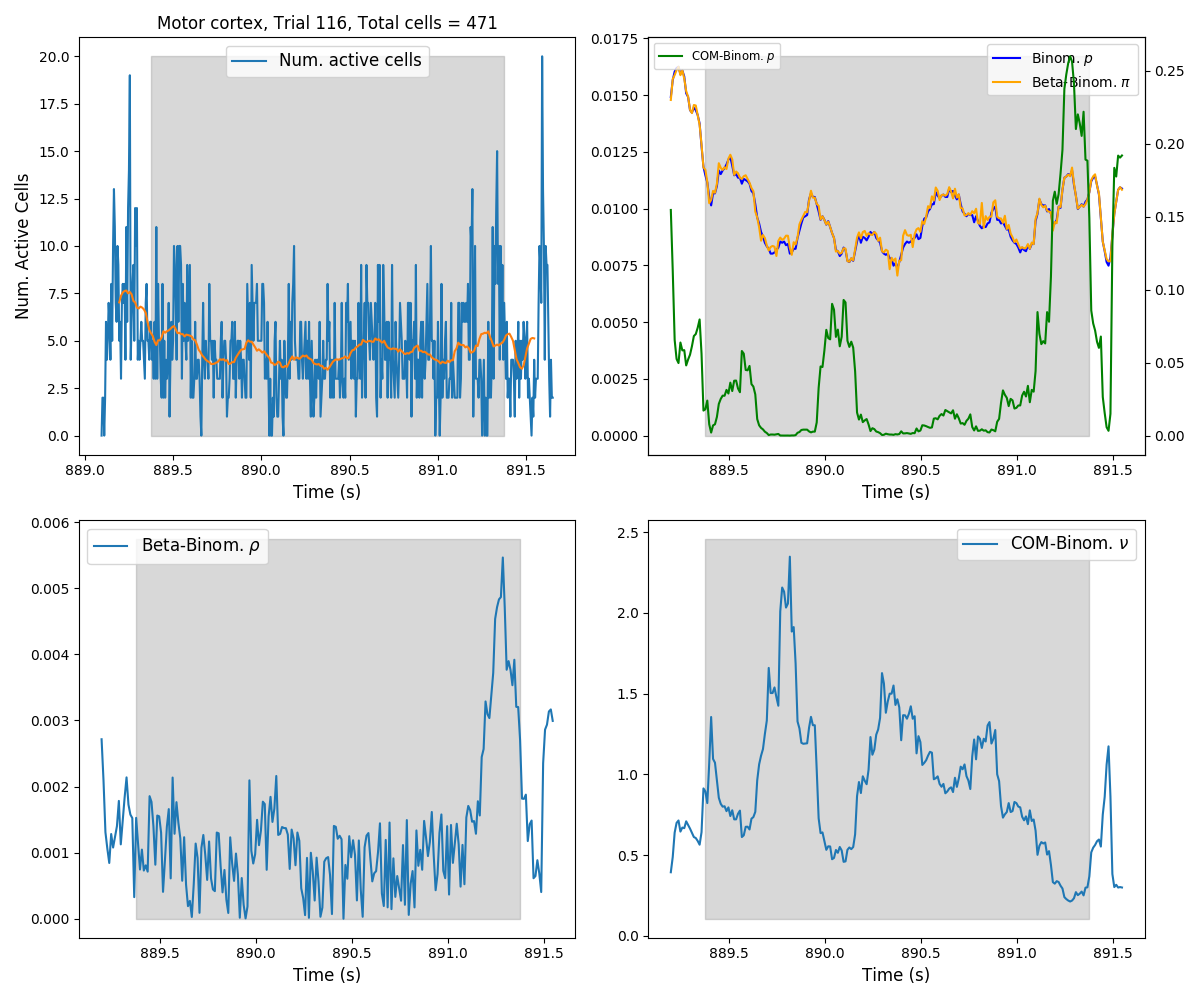 Motor cortex, Trial 116, Total cells = 471
Num. active cells
Num. Active Cells
20.0
17.5
15.0
12.5
10.0
7.5
5.0
2.5
0.0
889.0 889.5 890.0 890.5 891.0 891.5
Time (s)
COM-Binom. p
Binom. p
Beta-Binom. π
0.0175
0.0150
0.0125
0.0100
0.0075
0.0050
0.0025
0.0000
0.25
0.20
0.15
0.10
0.05
0.00
889.5 890.0 890.5 891.0 891.5
Time (s)
Beta-Binom. ρ
0.006
0.005
0.004
0.003
0.002
0.001
0.000
889.5 890.0 890.5 891.0 891.5
Time (s)
COM-Binom. ν
2.5
2.0
1.5
1.0
0.5
0.0
889.5 890.0 890.5 891.0 891.5
Time (s)